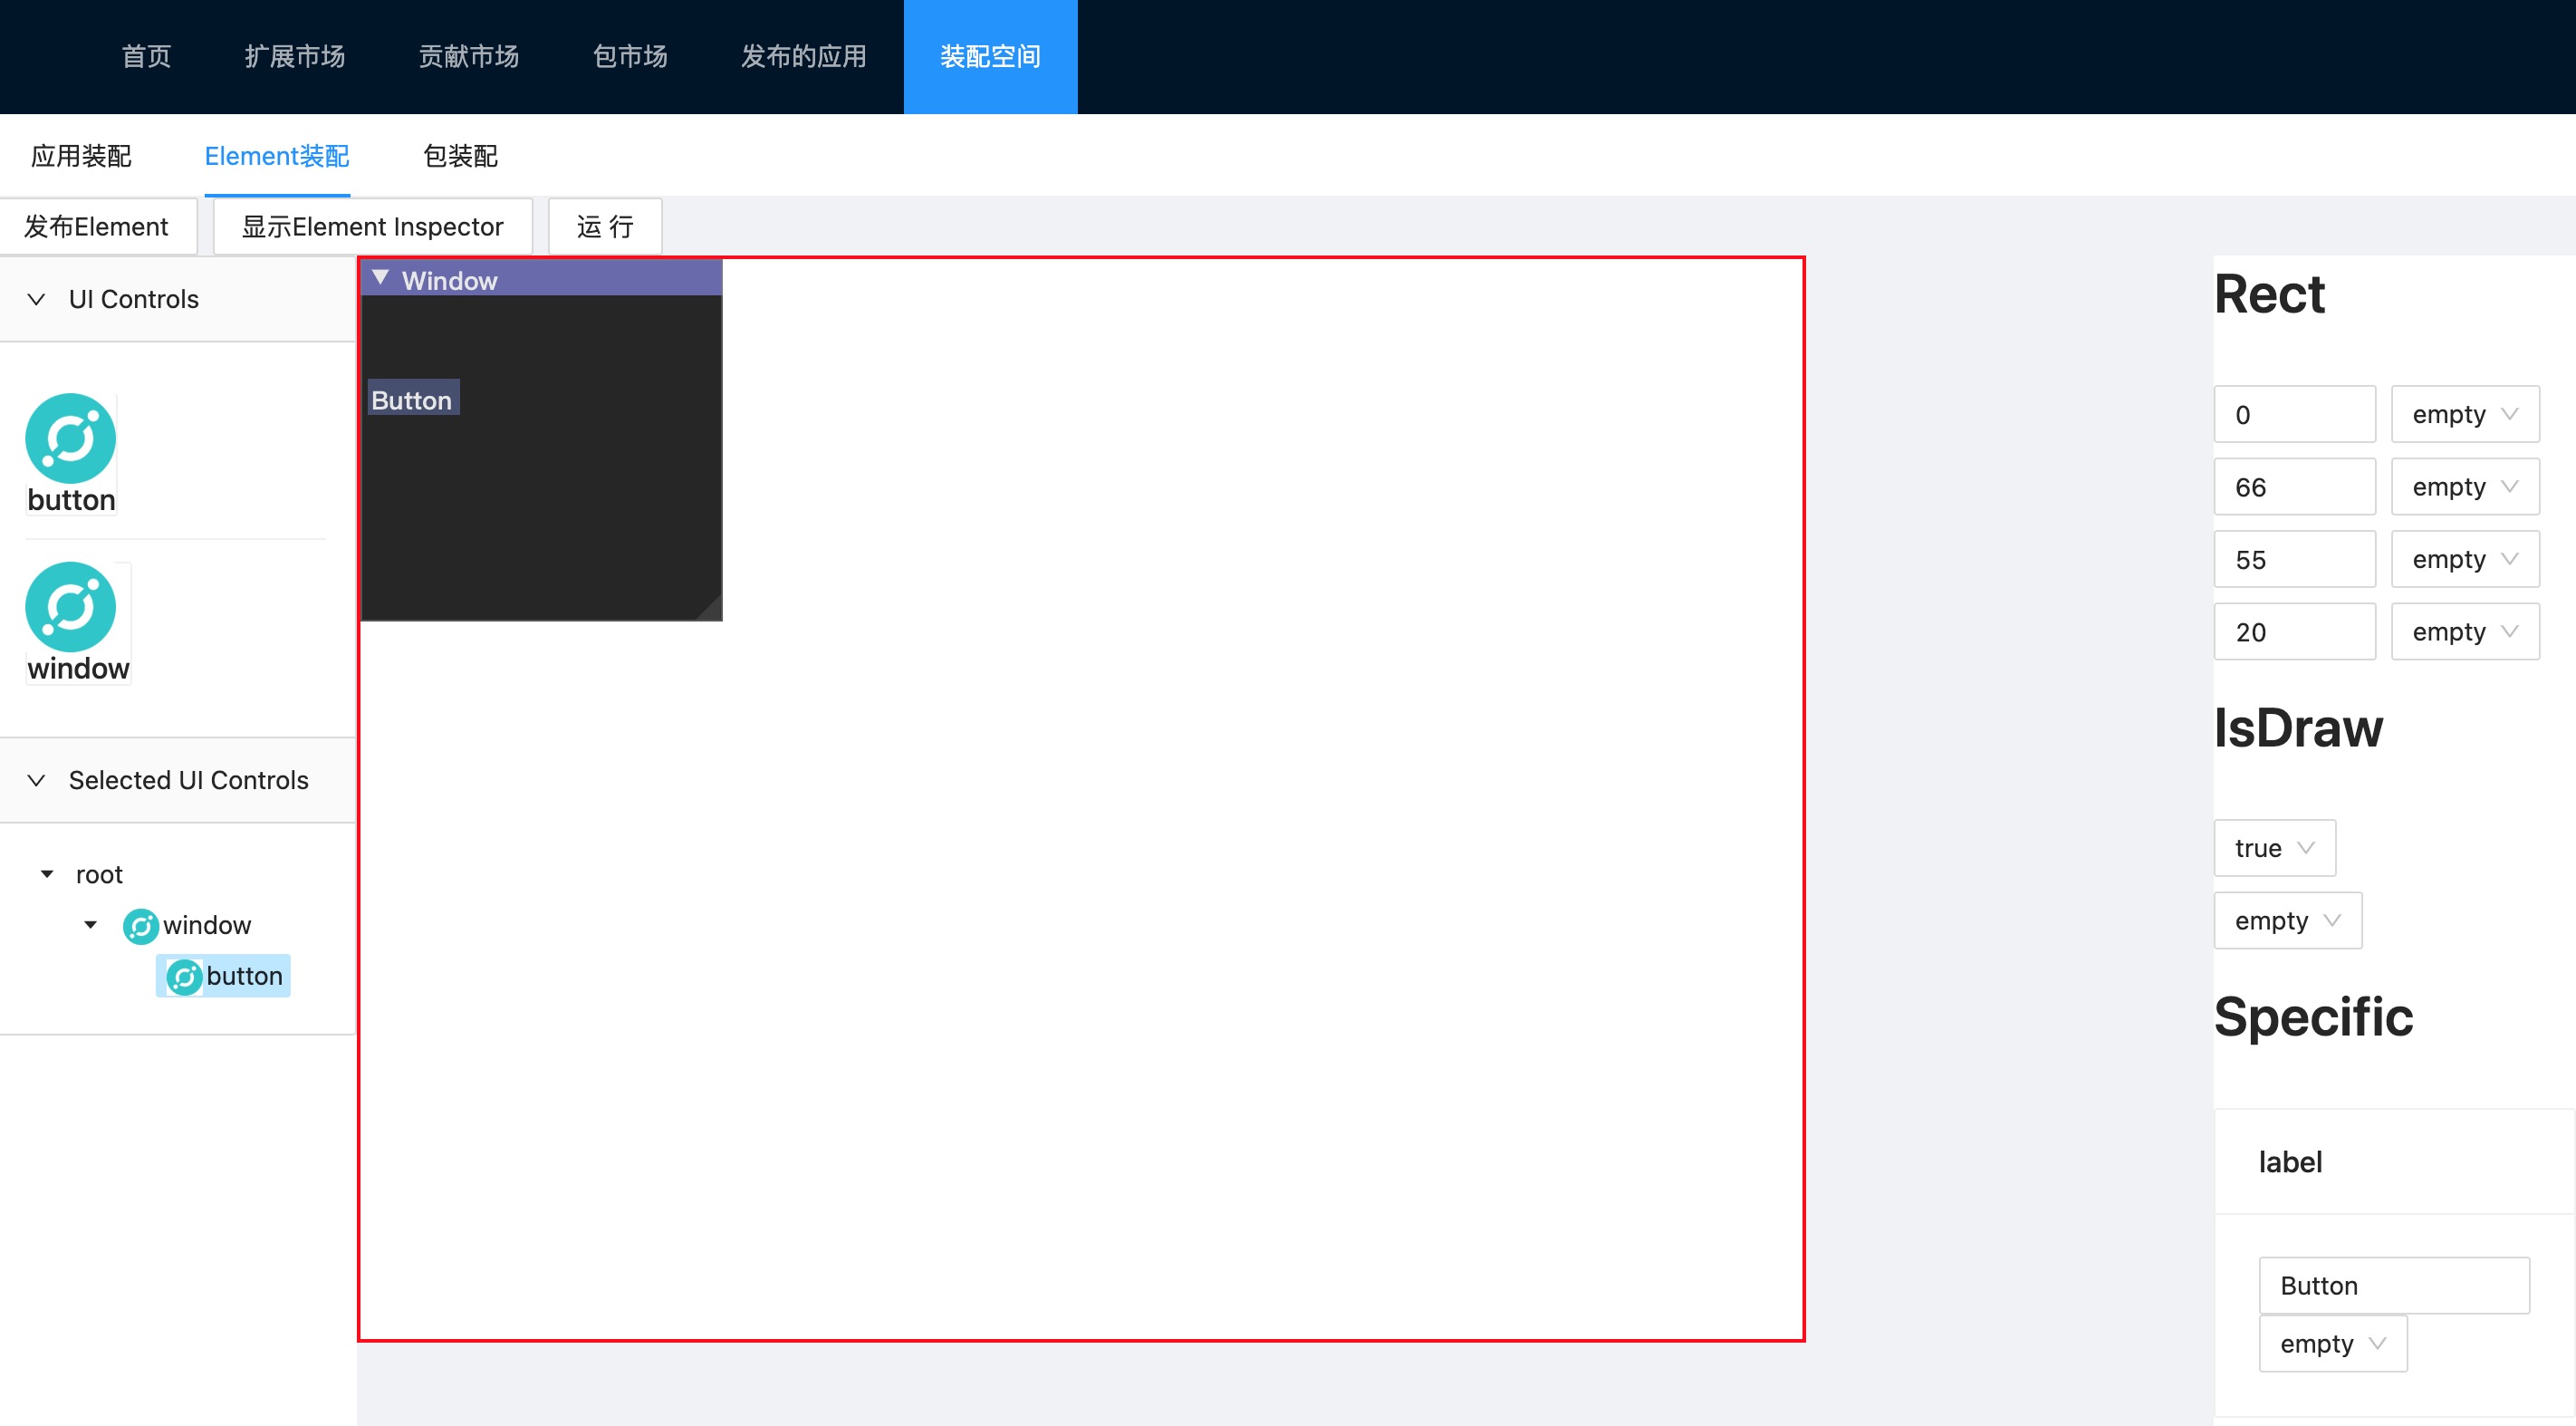 首页 扩展市场 贡献市场 包市场 发布的应用 装配空间
应用装配 Element装配 包装配
发布Element 显示Element Inspector 运 行
UI Controls
button
window
Selected UI Controls
root
window
button
Window
Button
Rect
0 empty
66 empty
55 empty
20 empty
IsDraw
true
empty
Specific
label
Button
empty